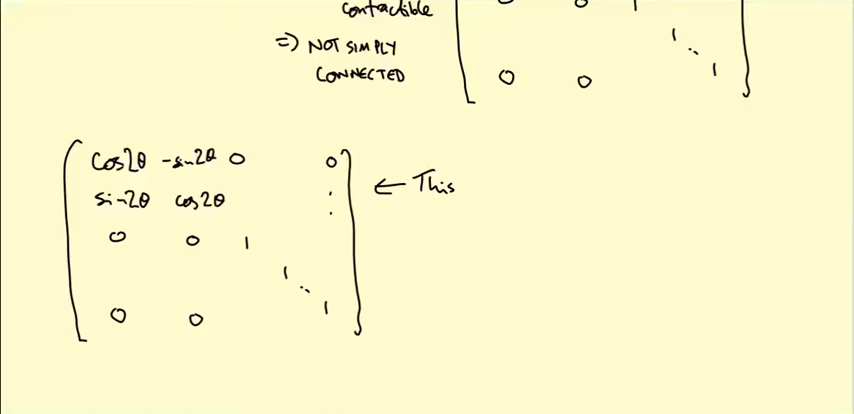 contractible
0 0 1
⇒) NOT SIMPLY
1
⋱
CONNECTED
0 0 1
cos2θ -sin2θ 0 0
sin2θ cos2θ ⋮
← This
0 0 1
1
⋱
0 0 1